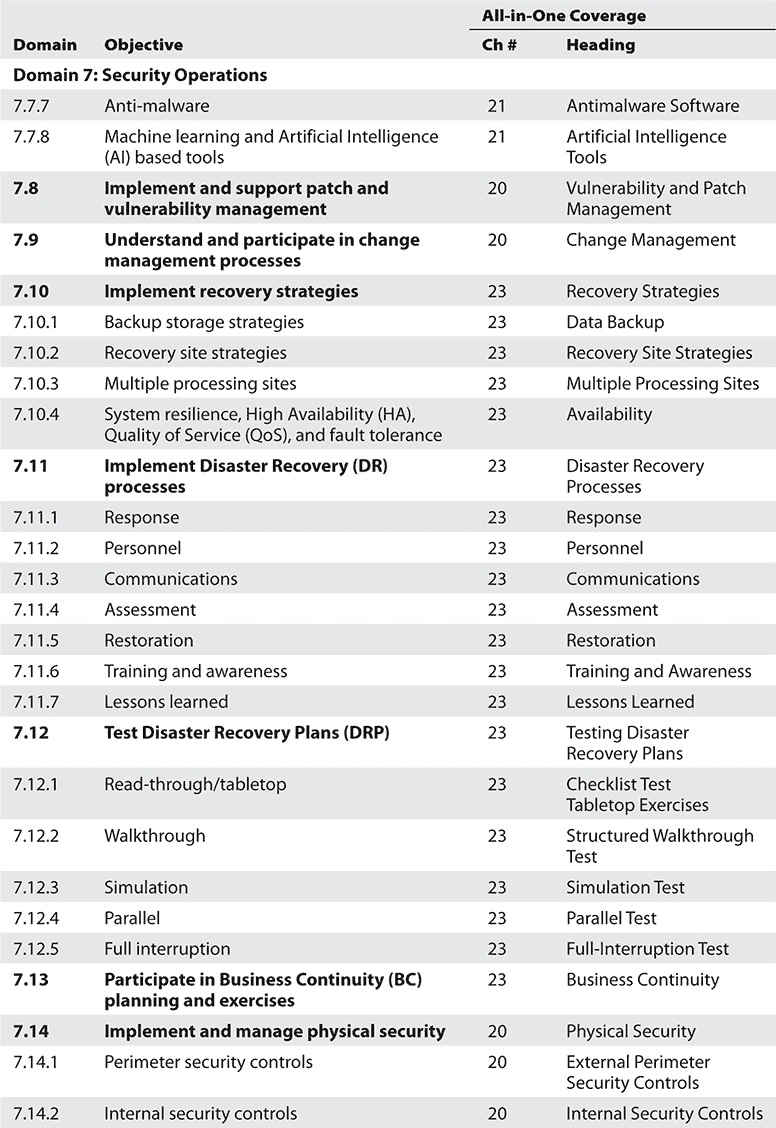 All-in-One Coverage
Domain Objective Ch # Heading
Domain 7: Security Operations
7.7.7 Anti-malware 21 Antimalware Software
7.7.8 Machine learning and Artificial Intelligence 21 Artificial Intelligence
(AI) based tools Tools
7.8 Implement and support patch and 20 Vulnerability and Patch
vulnerability management Management
7.9 Understand and participate in change 20 Change Management
management processes
7.10 Implement recovery strategies 23 Recovery Strategies
7.10.1 Backup storage strategies 23 Data Backup
7.10.2 Recovery site strategies 23 Recovery Site Strategies
7.10.3 Multiple processing sites 23 Multiple Processing Sites
7.10.4 System resilience, High Availability (HA), 23 Availability
Quality of Service (QoS), and fault tolerance
7.11 Implement Disaster Recovery (DR) 23 Disaster Recovery
processes Processes
7.11.1 Response 23 Response
7.11.2 Personnel 23 Personnel
7.11.3 Communications 23 Communications
7.11.4 Assessment 23 Assessment
7.11.5 Restoration 23 Restoration
7.11.6 Training and awareness 23 Training and Awareness
7.11.7 Lessons learned 23 Lessons Learned
7.12 Test Disaster Recovery Plans (DRP) 23 Testing Disaster
Recovery Plans
7.12.1 Read-through/tabletop 23 Checklist Test
Tabletop Exercises
7.12.2 Walkthrough 23 Structured Walkthrough
Test
7.12.3 Simulation 23 Simulation Test
7.12.4 Parallel 23 Parallel Test
7.12.5 Full interruption 23 Full-Interruption Test
7.13 Participate in Business Continuity (BC) 23 Business Continuity
planning and exercises
7.14 Implement and manage physical security 20 Physical Security
7.14.1 Perimeter security controls 20 External Perimeter
Security Controls
7.14.2 Internal security controls 20 Internal Security Controls